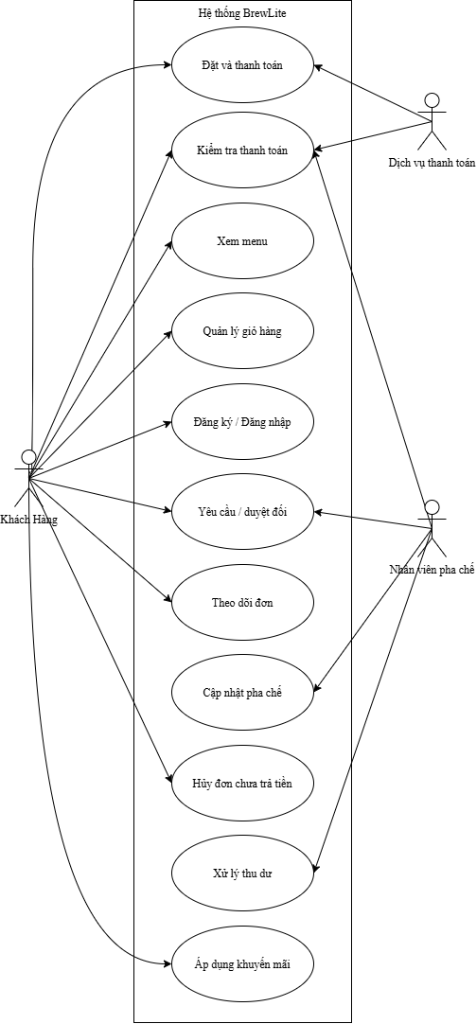 Hệ thống BrewLite
Đặt và thanh toán
Kiểm tra thanh toán
Dịch vụ thanh toán
Xem menu
Quản lý giỏ hàng
Đăng ký / Đăng nhập
Khách Hàng
Yêu cầu / duyệt đổi
Nhân viên pha chế
Theo dõi đơn
Cập nhật pha chế
Hủy đơn chưa trả tiền
Xử lý thu dư
Áp dụng khuyến mãi